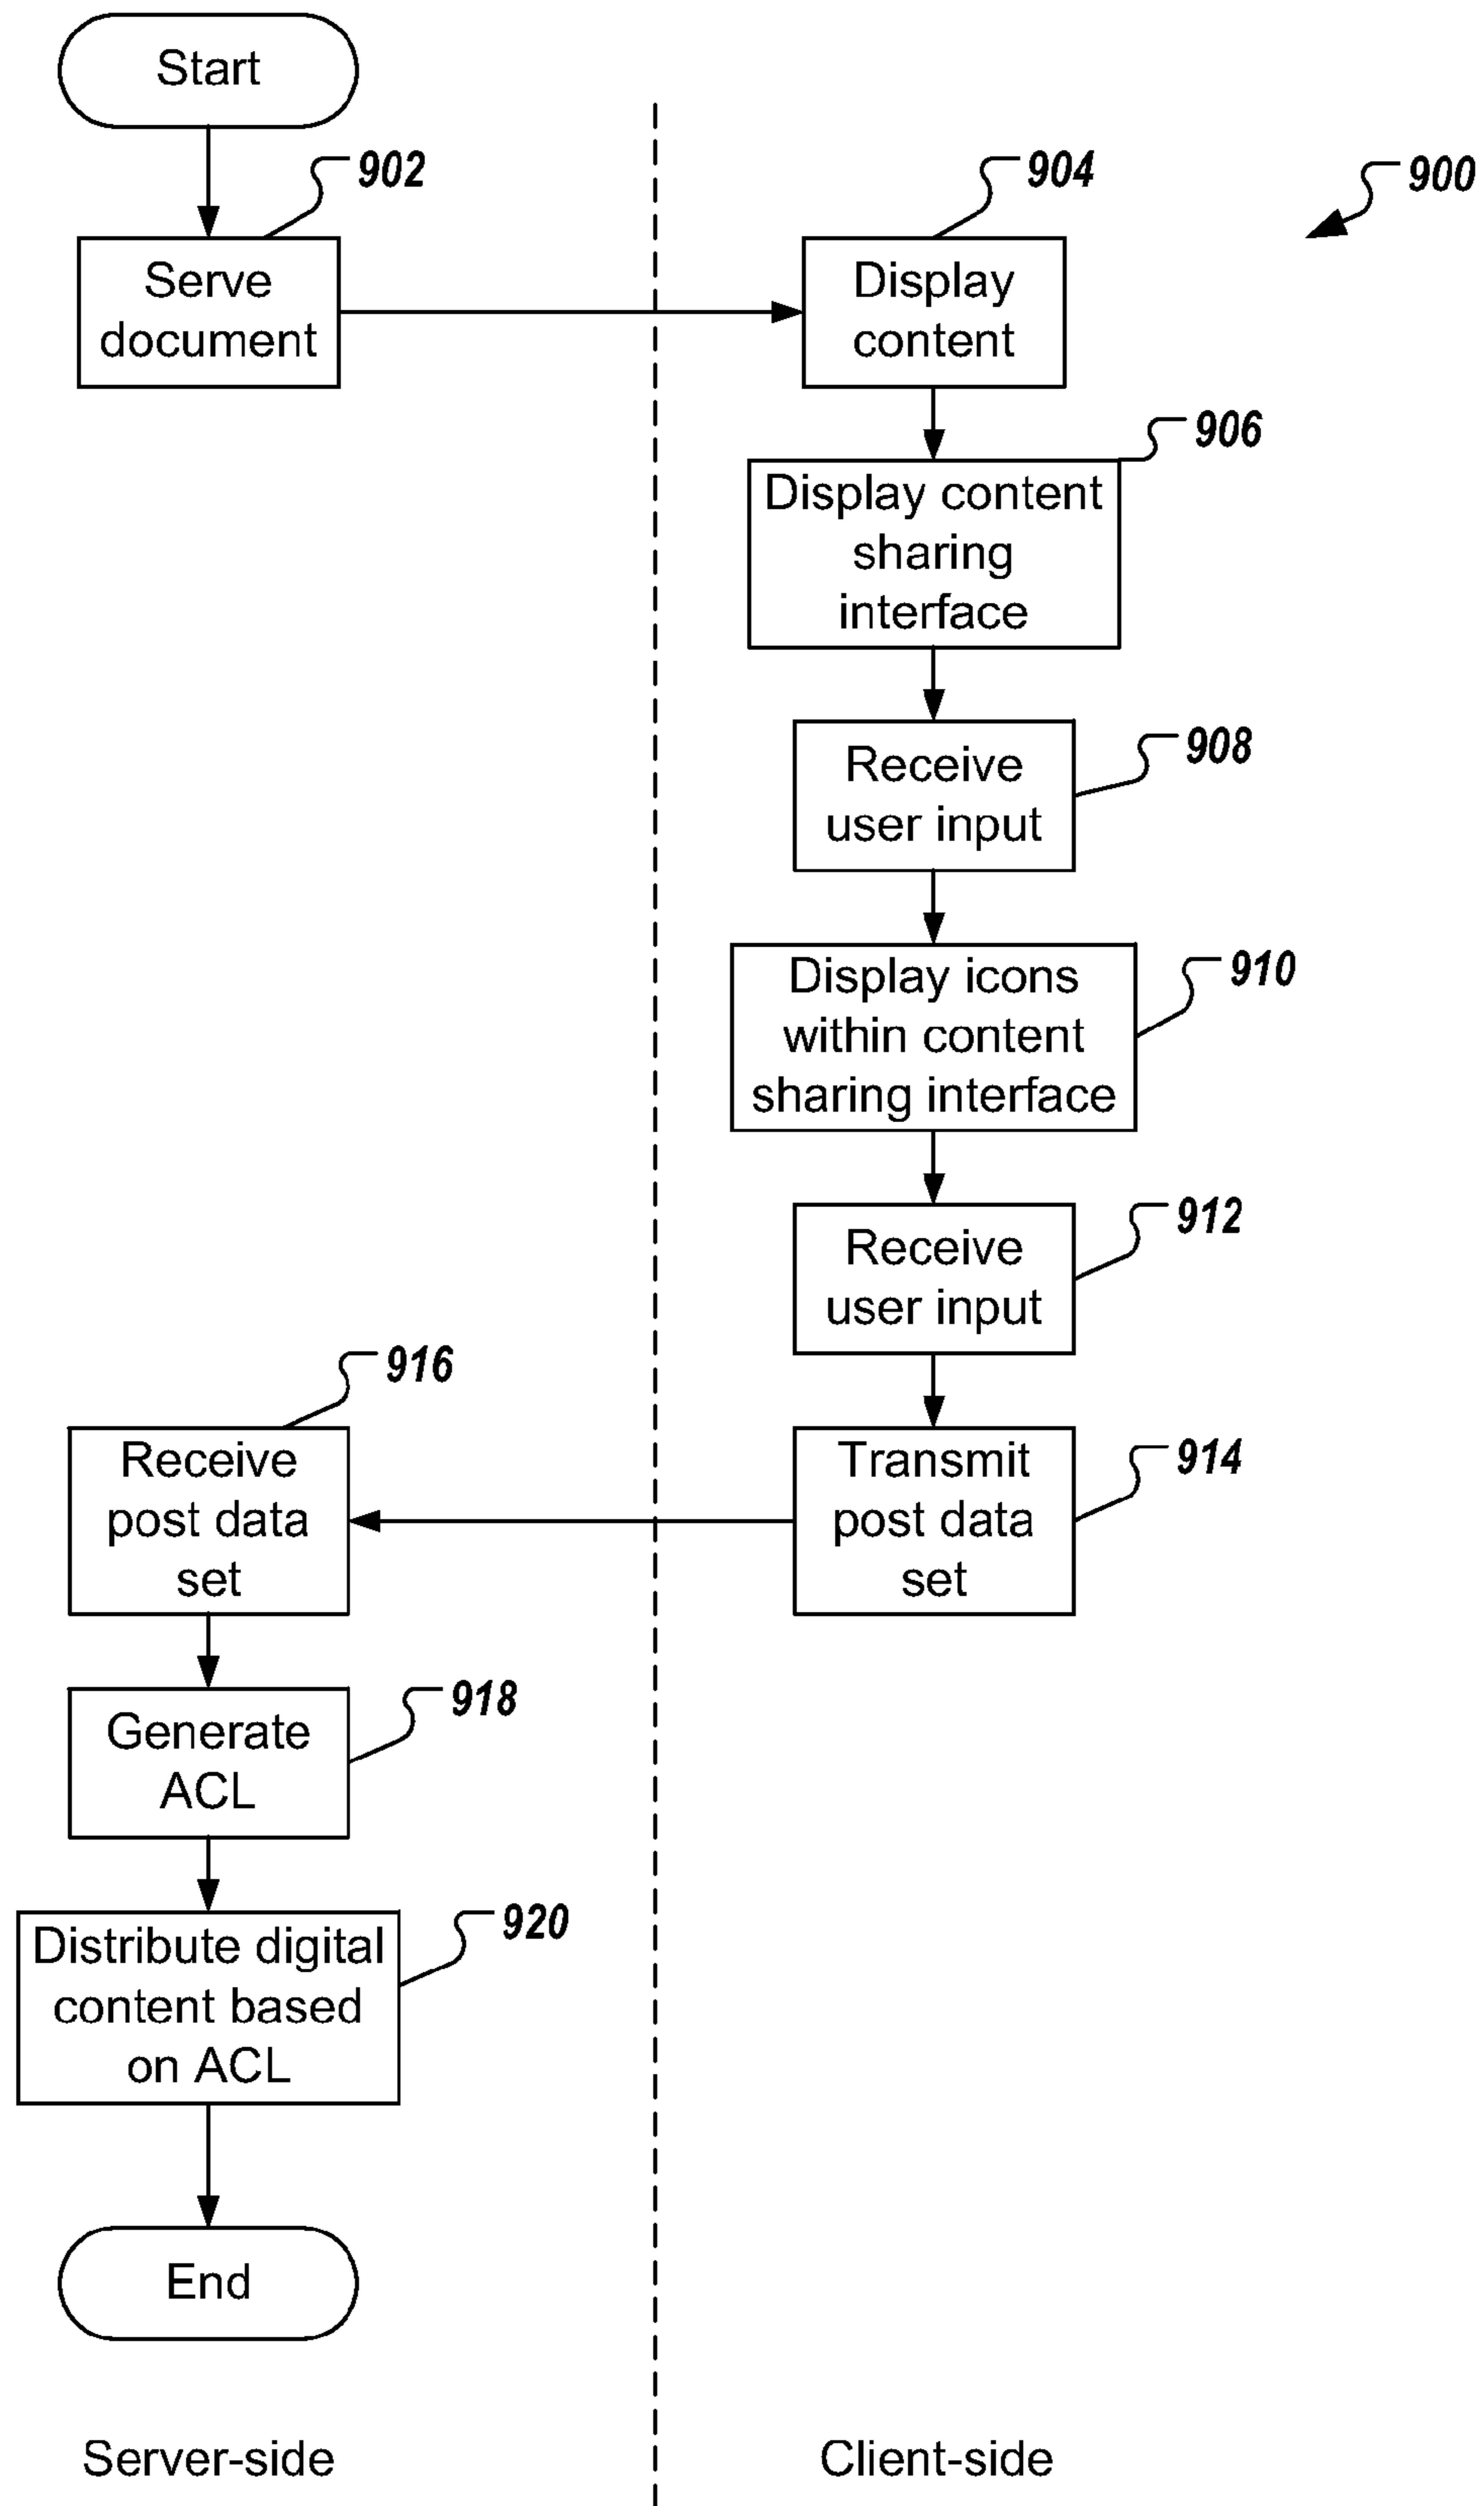 Start
902
904
900
Serve
document
Display
content
906
Display content
sharing
interface
908
Receive
user input
910
Display icons
within content
sharing interface
912
Receive
user input
916
914
Receive
post data
set
Transmit
post data
set
918
Generate
ACL
920
Distribute digital
content based
on ACL
End
Server-side
Client-side